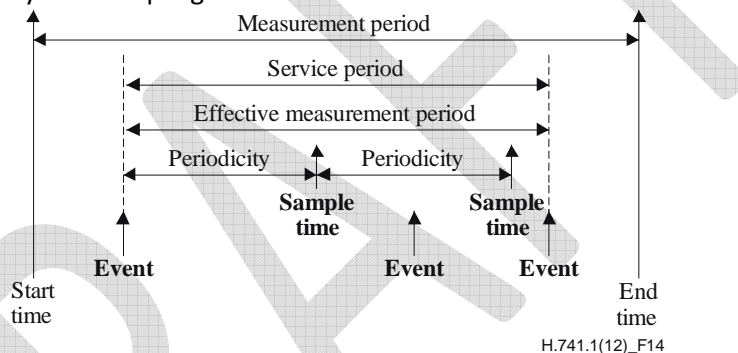 Measurement period
Service period
Effective measurement period
Periodicity Periodicity
Sample Sample
time time
Event Event Event
Start End
time time
H.741.1(12)_F14